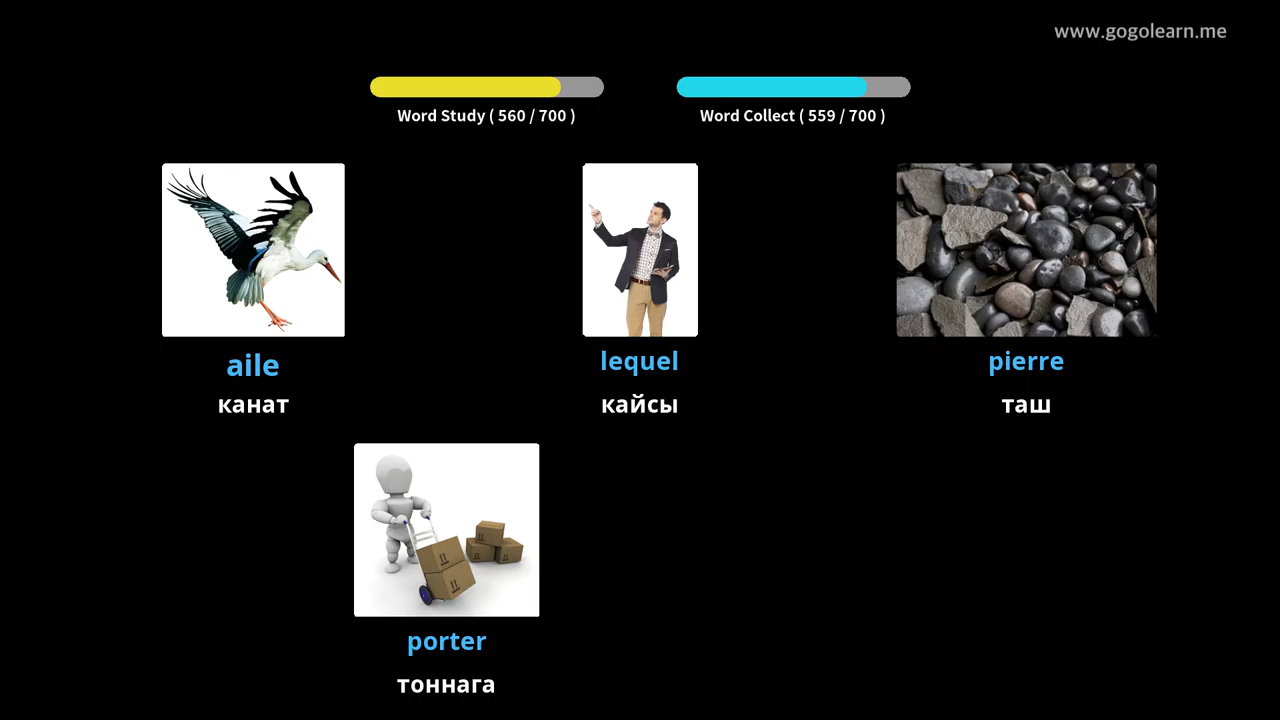 www.gogolearn.me
Word Study ( 560 / 700 )
Word Collect ( 559 / 700 )
aile
канат
lequel
кайсы
pierre
таш
porter
тоннага